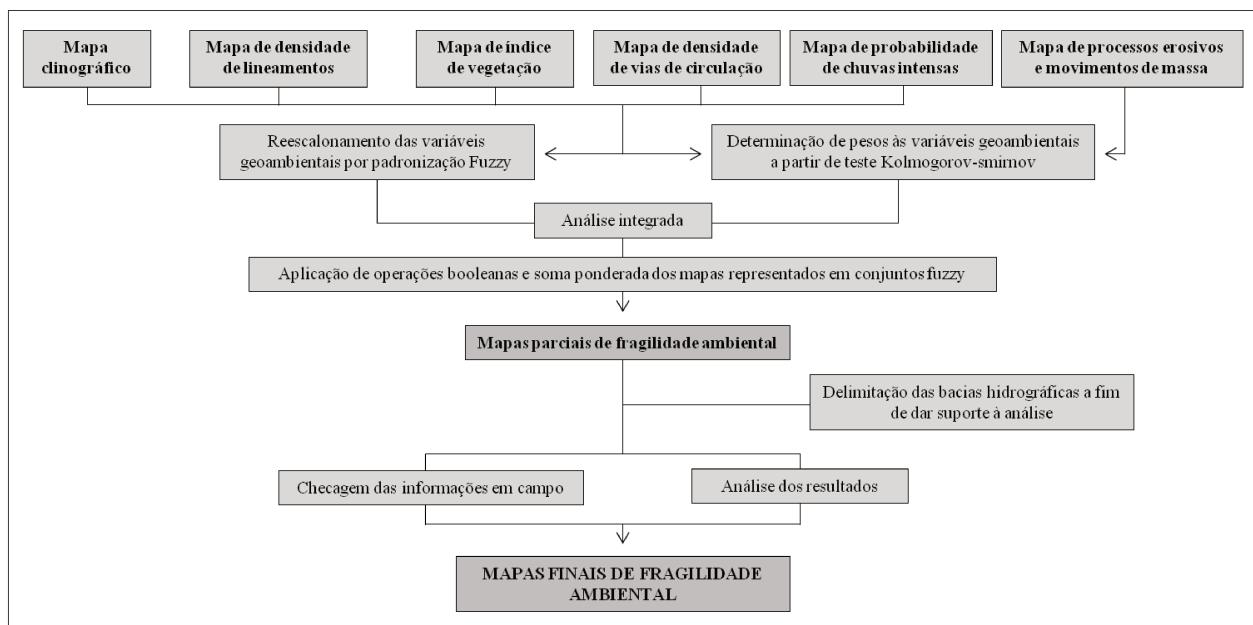 Mapa
clinográfico
Mapa de densidade
de lineamentos
Mapa de índice
de vegetação
Mapa de densidade
de vias de circulação
Mapa de probabilidade
de chuvas intensas
Mapa de processos erosivos
e movimentos de massa
Reescalonamento das variáveis
geoambientais por padronização Fuzzy
Determinação de pesos às variáveis geoambientais
a partir de teste Kolmogorov-smirnov
Análise integrada
Aplicação de operações booleanas e soma ponderada dos mapas representados em conjuntos fuzzy
Mapas parciais de fragilidade ambiental
Delimitação das bacias hidrográficas a fim
de dar suporte à análise
Checagem das informações em campo
Análise dos resultados
MAPAS FINAIS DE FRAGILIDADE
AMBIENTAL